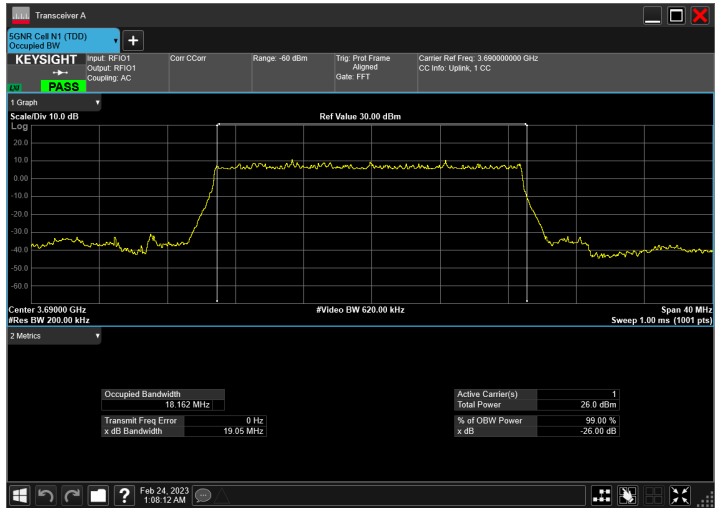 Transceiver A
5GNR Cell N1 (TDD)
Occupied BW
KEYSIGHT
LXI
PASS
Input: RFIO1
Output: RFIO1
Coupling: AC
Corr CCorr
Range: -60 dBm
Trig: Prot Frame
Aligned
Gate: FFT
Carrier Ref Freq: 3.690000000 GHz
CC Info: Uplink, 1 CC
1 Graph
Scale/Div 10.0 dB
Ref Value 30.00 dBm
Log
20.0
10.0
0.00
-10.0
-20.0
-30.0
-40.0
-50.0
-60.0
Center 3.69000 GHz
#Video BW 620.00 kHz
Span 40 MHz
#Res BW 200.00 kHz
Sweep 1.00 ms (1001 pts)
2 Metrics
Occupied Bandwidth
18.162 MHz
Transmit Freq Error 0 Hz
x dB Bandwidth 19.05 MHz
Active Carrier(s) 1
Total Power 26.0 dBm
% of OBW Power 99.00 %
x dB -26.00 dB
Feb 24, 2023
1:08:12 AM